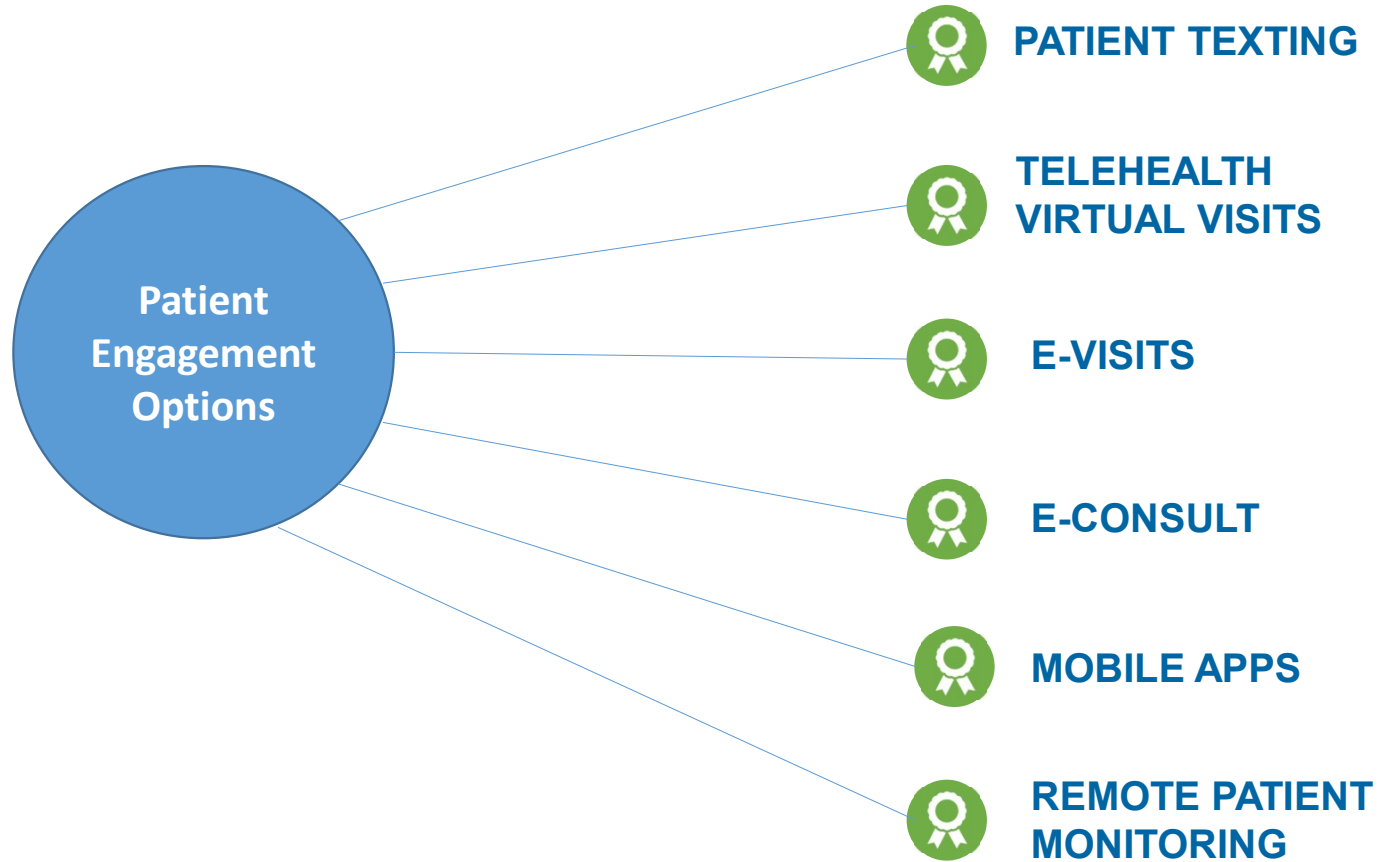 Patient
Engagement
Options
PATIENT TEXTING
TELEHEALTH
VIRTUAL VISITS
E-VISITS
E-CONSULT
MOBILE APPS
REMOTE PATIENT
MONITORING